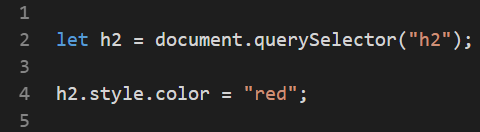 1
2 let h2 = document.querySelector("h2");
3
4 h2.style.color = "red";
5